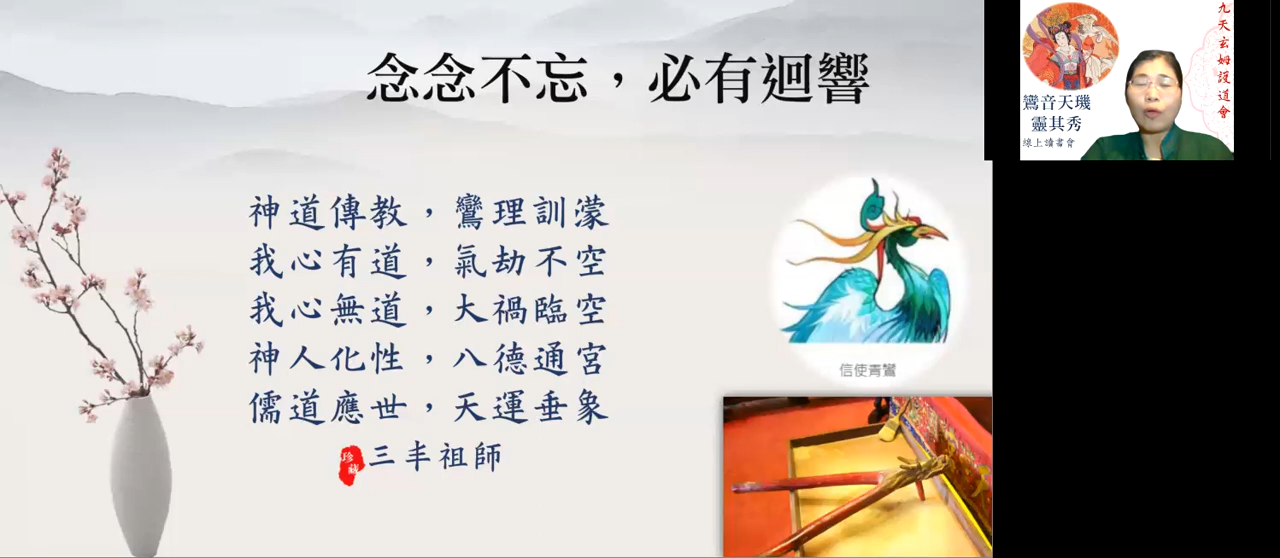 念念不忘，必有迴響
神道傳教，鸞理訓濛
我心有道，氣劫不空
我心無道，大禍臨空
神人化性，八德通宮
儒道應世，天運垂象
珍藏
三丰祖師
信使青鸞
鸞音天璣
靈其秀
線上讀書會
九天玄姆護道會